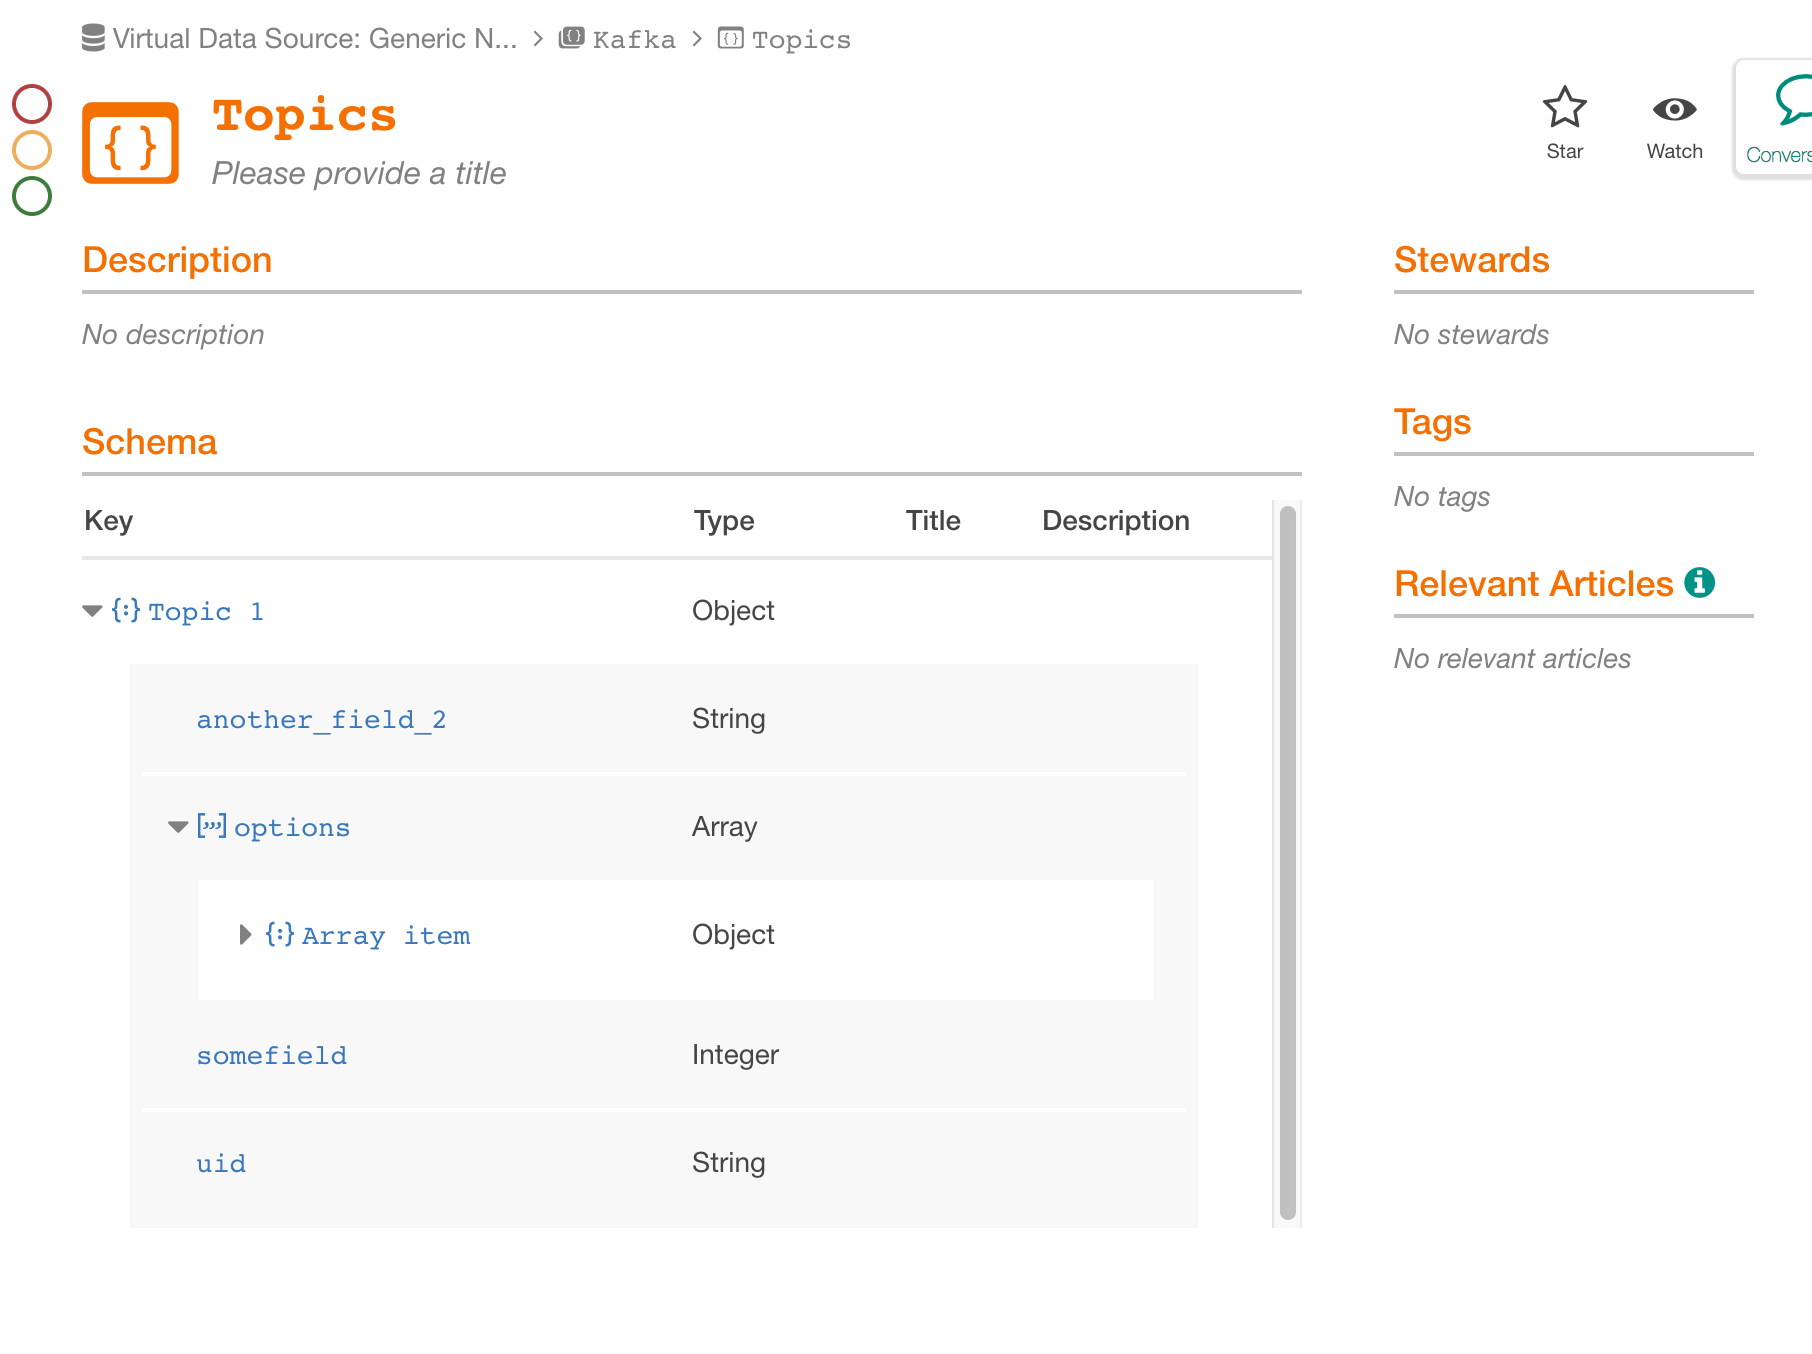 Virtual Data Source: Generic N... > Kafka > Topics
Topics
Please provide a title
Star
Watch
Convers
Description
No description
Schema
Key Type Title Description
{:} Topic 1 Object
another_field_2 String
[,,,] options Array
{:} Array item Object
somefield Integer
uid String
Stewards
No stewards
Tags
No tags
Relevant Articles
No relevant articles